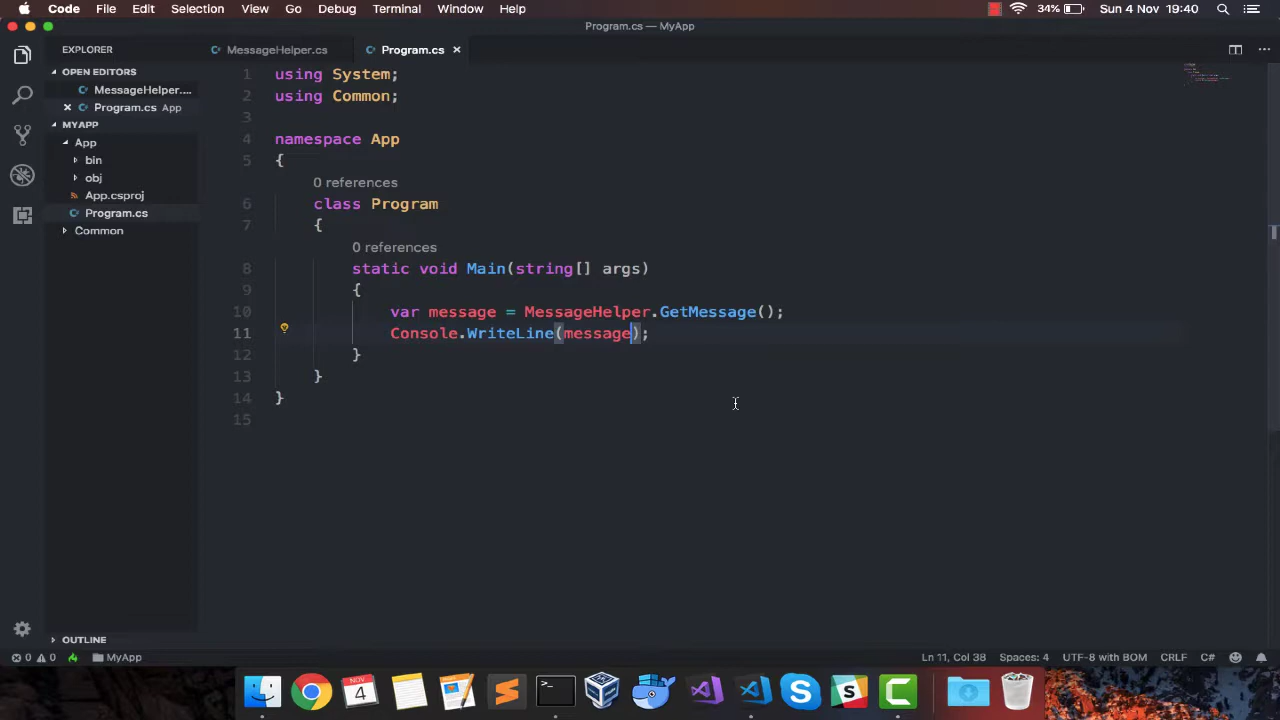 Code File Edit Selection View Go Debug Terminal Window Help 34% Sun 4 Nov 19:40
Program.cs — MyApp
EXPLORER
OPEN EDITORS
MessageHelper....
Program.cs App
MYAPP
App
bin
obj
App.csproj
Program.cs
Common
OUTLINE
MessageHelper.cs Program.cs
1 using System;
2 using Common;
3
4 namespace App
5 {
0 references
6 class Program
7 {
0 references
8 static void Main(string[] args)
9 {
10 var message = MessageHelper.GetMessage();
11 Console.WriteLine(message);
12 }
13 }
14 }
15
0 0 MyApp Ln 11, Col 38 Spaces: 4 UTF-8 with BOM CRLF C#
NOV
4